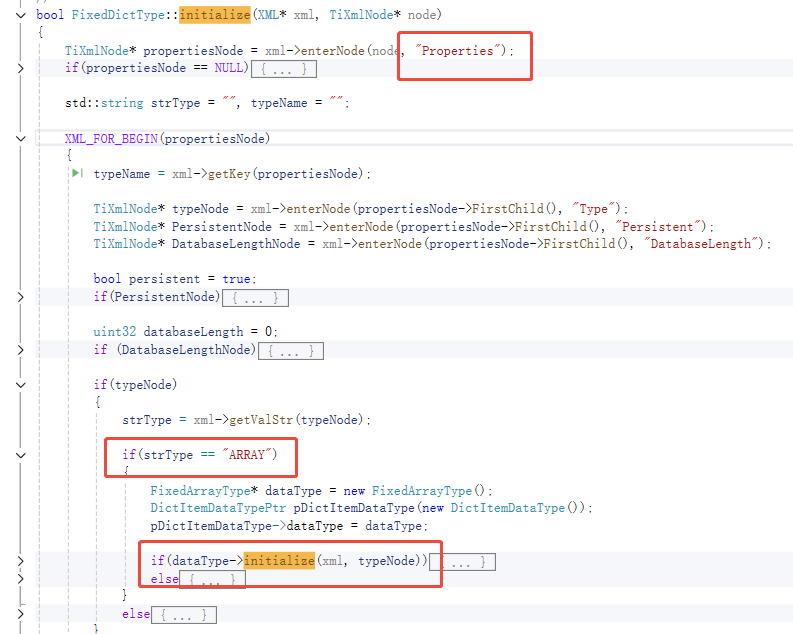 bool FixedDictType::initialize(XML* xml, TiXmlNode* node)
{
TiXmlNode* propertiesNode = xml->enterNode(node, "Properties");
if(propertiesNode == NULL) { ... }
std::string strType = "", typeName = "";
XML_FOR_BEGIN(propertiesNode)
{
typeName = xml->getKey(propertiesNode);
TiXmlNode* typeNode = xml->enterNode(propertiesNode->FirstChild(), "Type");
TiXmlNode* PersistentNode = xml->enterNode(propertiesNode->FirstChild(), "Persistent");
TiXmlNode* DatabaseLengthNode = xml->enterNode(propertiesNode->FirstChild(), "DatabaseLength");
bool persistent = true;
if(PersistentNode) { ... }
uint32 databaseLength = 0;
if (DatabaseLengthNode) { ... }
if(typeNode)
{
strType = xml->getValStr(typeNode);
if(strType == "ARRAY")
{
FixedArrayType* dataType = new FixedArrayType();
DictItemDataTypePtr pDictItemDataType(new DictItemDataType());
pDictItemDataType->dataType = dataType;
if(dataType->initialize(xml, typeNode)) { ... }
else { ... }
}
else { ... }
}